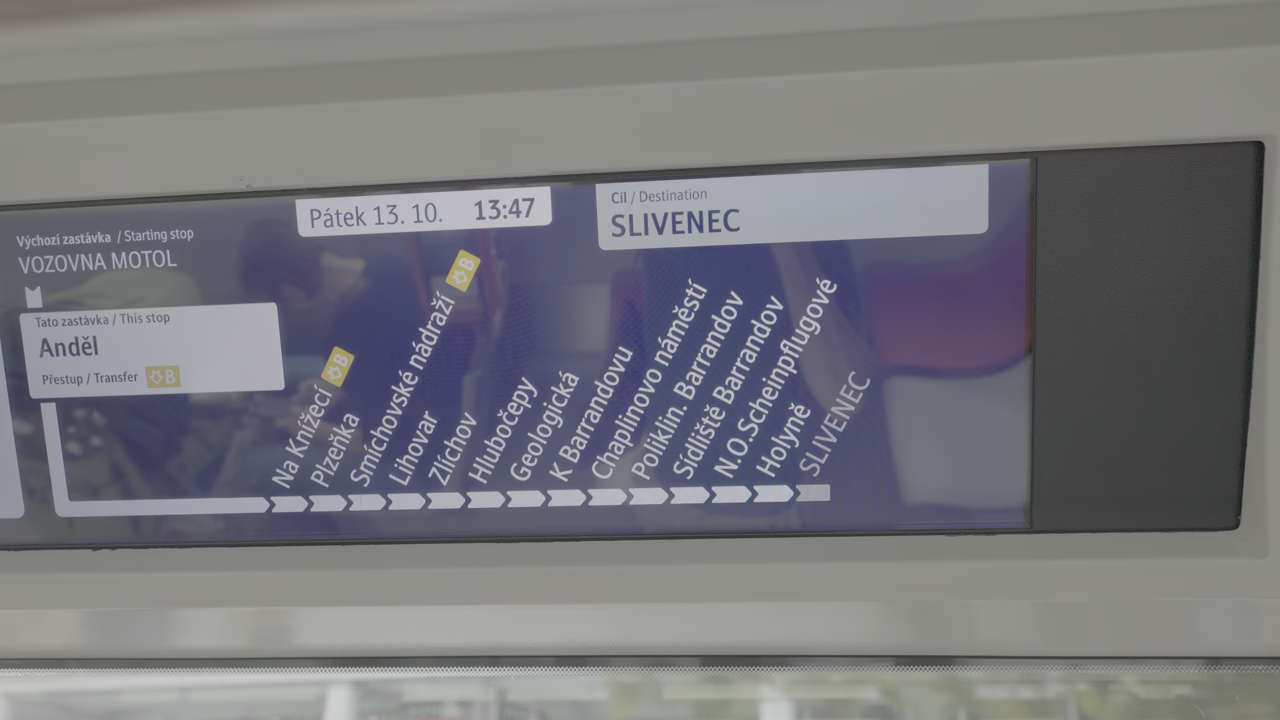 Výchozí zastávka / Starting stop
VOZOVNA MOTOL
Tato zastávka / This stop
Anděl
Přestup / Transfer B
Pátek 13. 10. 13:47
Cíl / Destination
SLIVENEC
Na Knížecí B
Plzeňka
Smíchovské nádraží B
Lihovar
Zlíchov
Hlubočepy
Geologická
K Barrandovu
Chaplinovo náměstí
Poliklin. Barrandov
Sídliště Barrandov
N.O.Scheinpflugové
Holyně
SLIVENEC